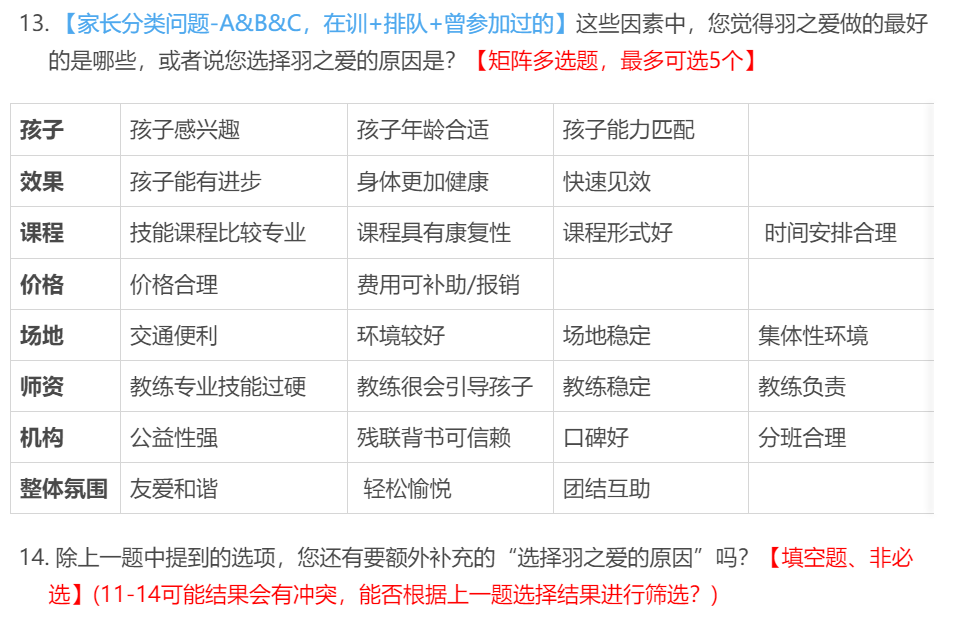 13. 【家长分类问题-A&B&C，在训+排队+曾参加过的】这些因素中，您觉得羽之爱做的最好
的是哪些，或者说您选择羽之爱的原因是？【矩阵多选题，最多可选5个】
孩子 孩子感兴趣 孩子年龄合适 孩子能力匹配
效果 孩子能有进步 身体更加健康 快速见效
课程 技能课程比较专业 课程具有康复性 课程形式好 时间安排合理
价格 价格合理 费用可补助/报销
场地 交通便利 环境较好 场地稳定 集体性环境
师资 教练专业技能过硬 教练很会引导孩子 教练稳定 教练负责
机构 公益性强 残联背书可信赖 口碑好 分班合理
整体氛围 友爱和谐 轻松愉悦 团结互助
14. 除上一题中提到的选项，您还有要额外补充的“选择羽之爱的原因”吗？【填空题、非必
选】(11-14可能结果会有冲突，能否根据上一题选择结果进行筛选？)